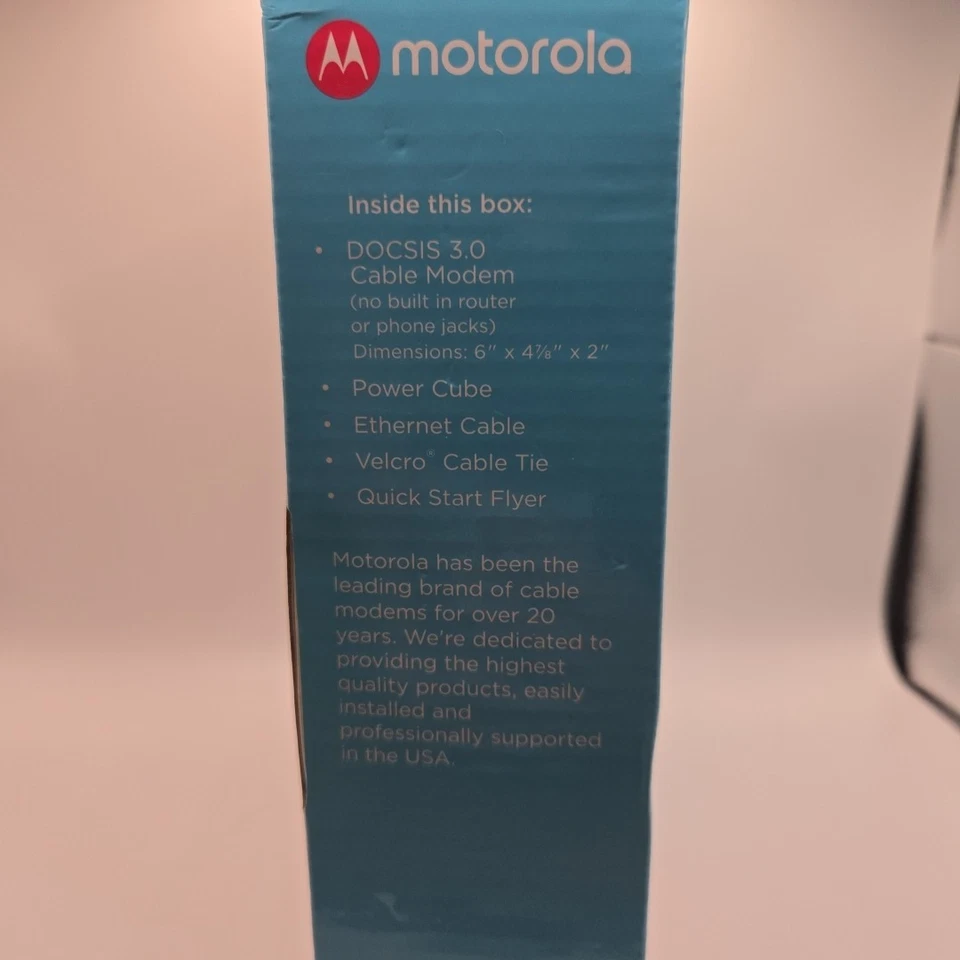 motorola
Inside this box:
• DOCSIS 3.0
Cable Modem
(no built in router
or phone jacks)
Dimensions: 6" x 4⅞" x 2"
• Power Cube
• Ethernet Cable
• Velcro® Cable Tie
• Quick Start Flyer
Motorola has been the
leading brand of cable
modems for over 20
years. We're dedicated to
providing the highest
quality products, easily
installed and
professionally supported
in the USA.